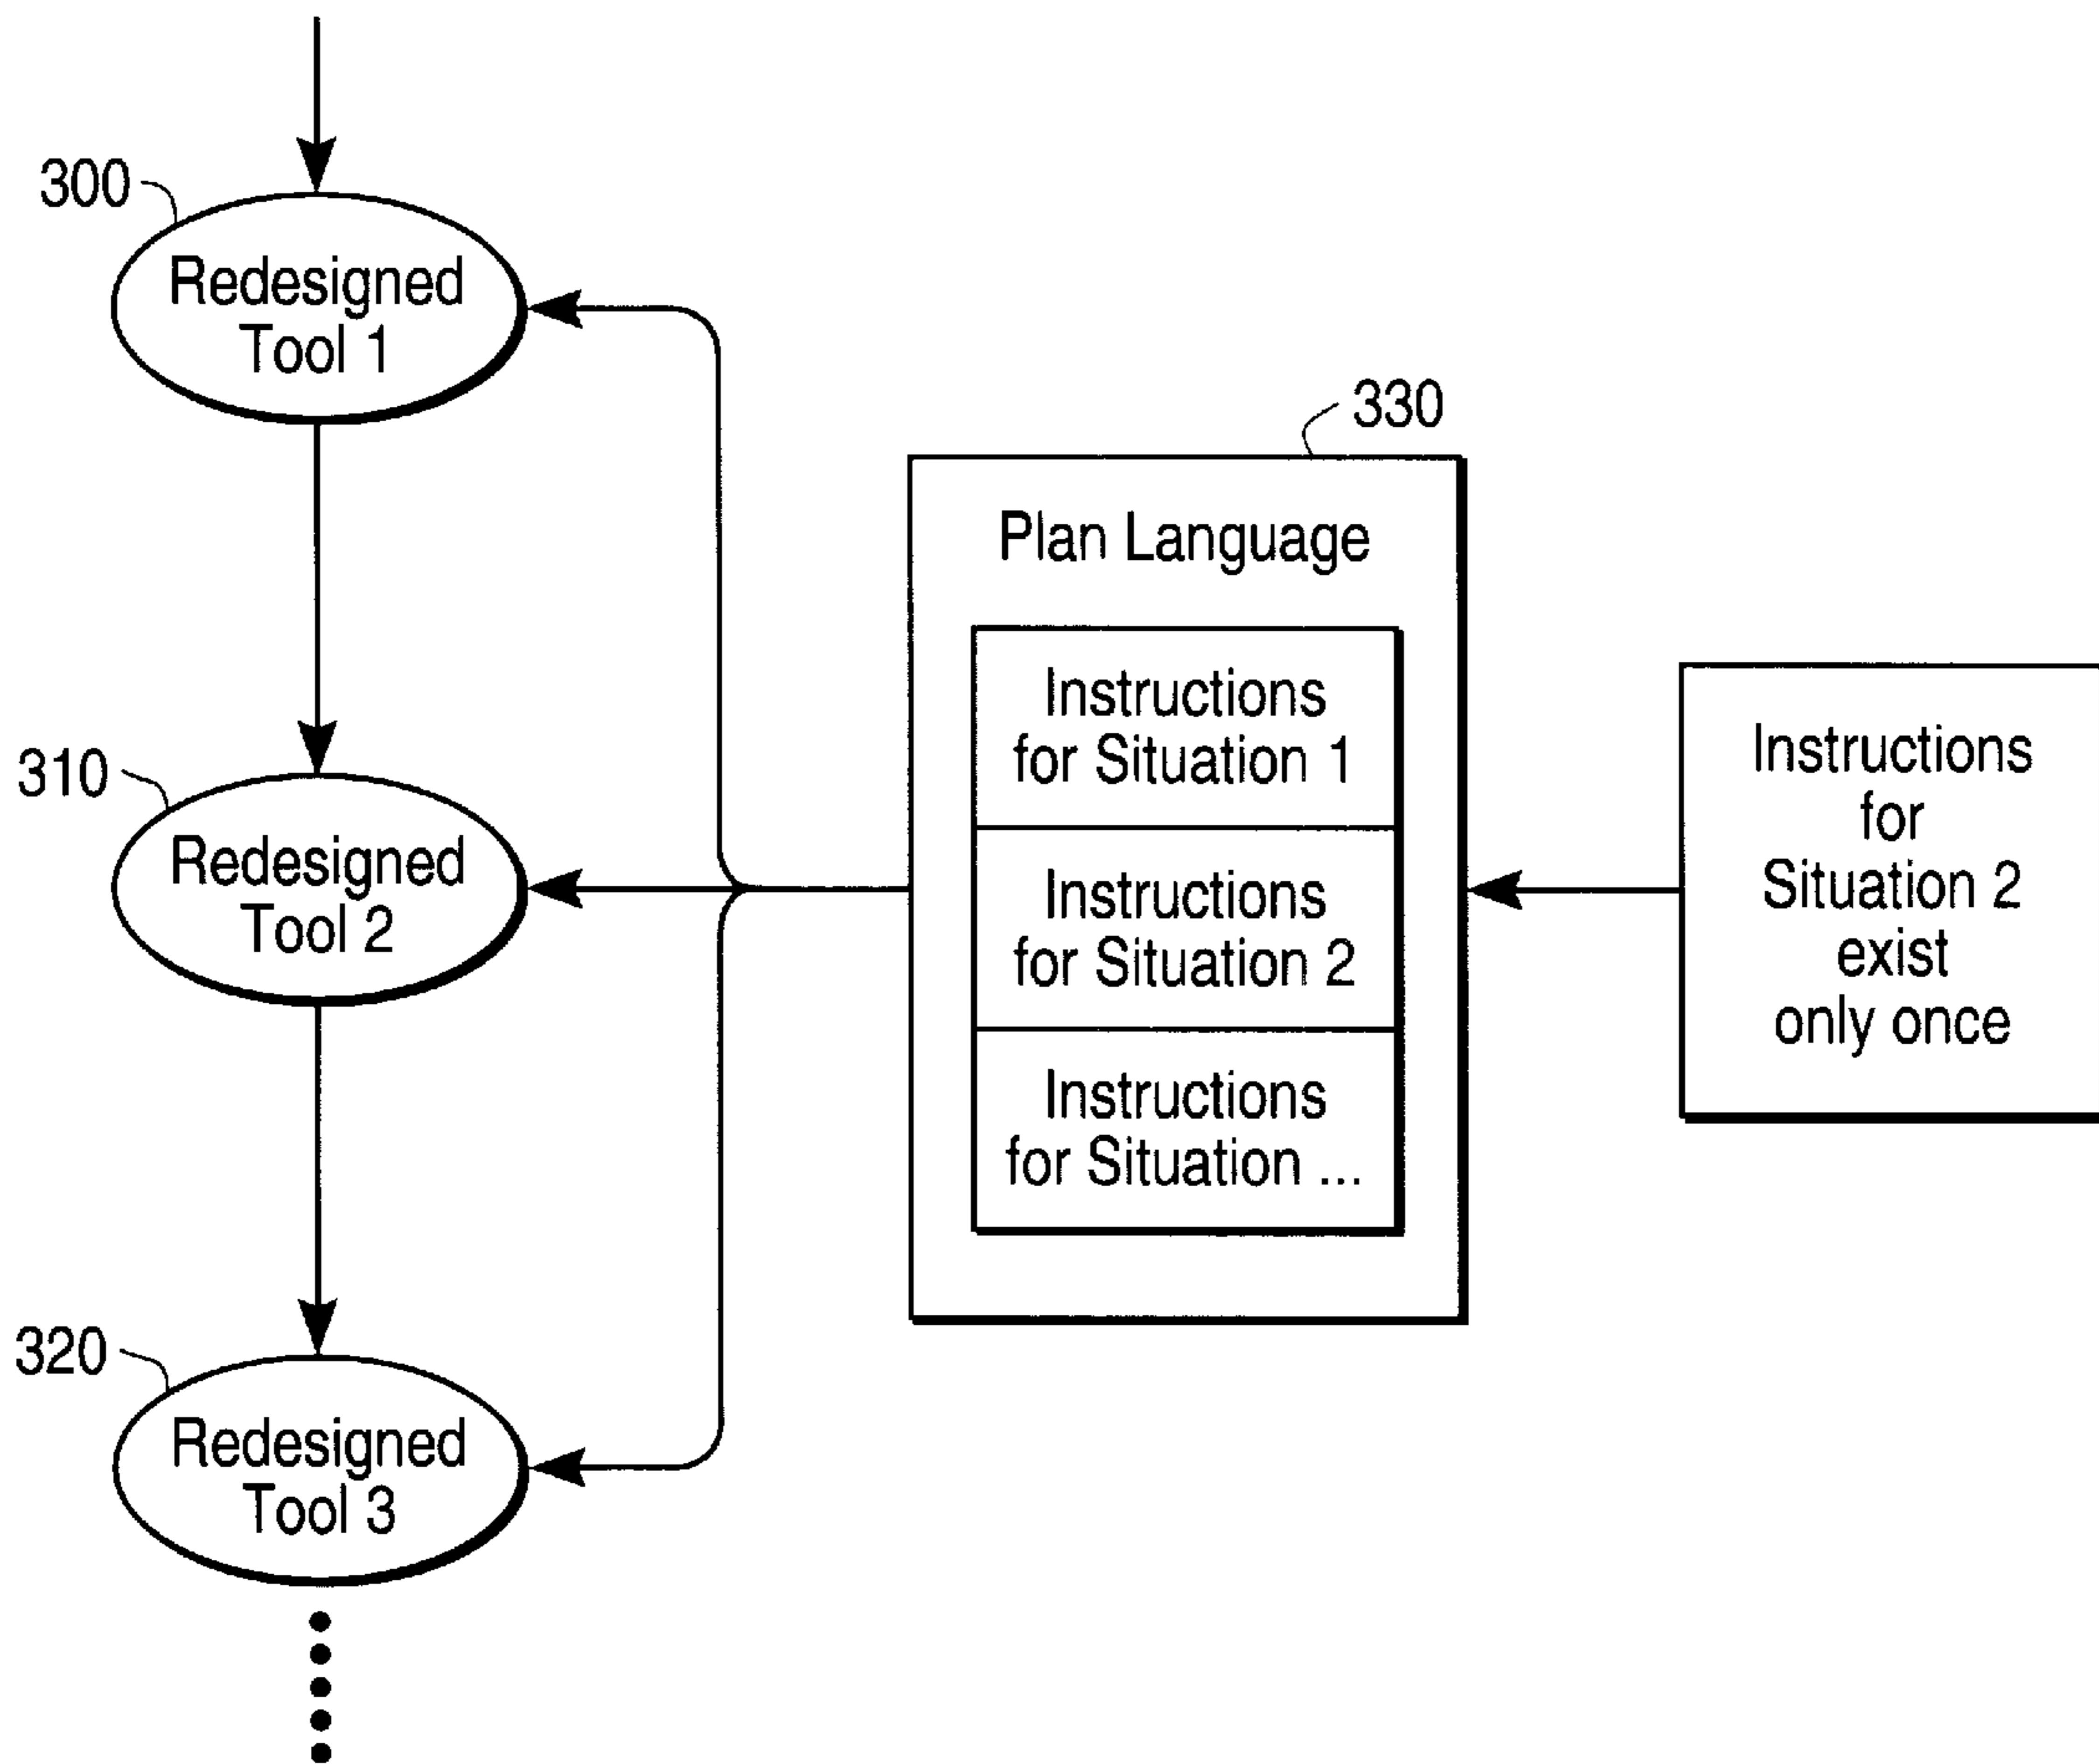 300
Redesigned
Tool 1
310
Redesigned
Tool 2
320
Redesigned
Tool 3
330
Plan Language
Instructions
for Situation 1
Instructions
for Situation 2
Instructions
for Situation ...
Instructions
for
Situation 2
exist
only once